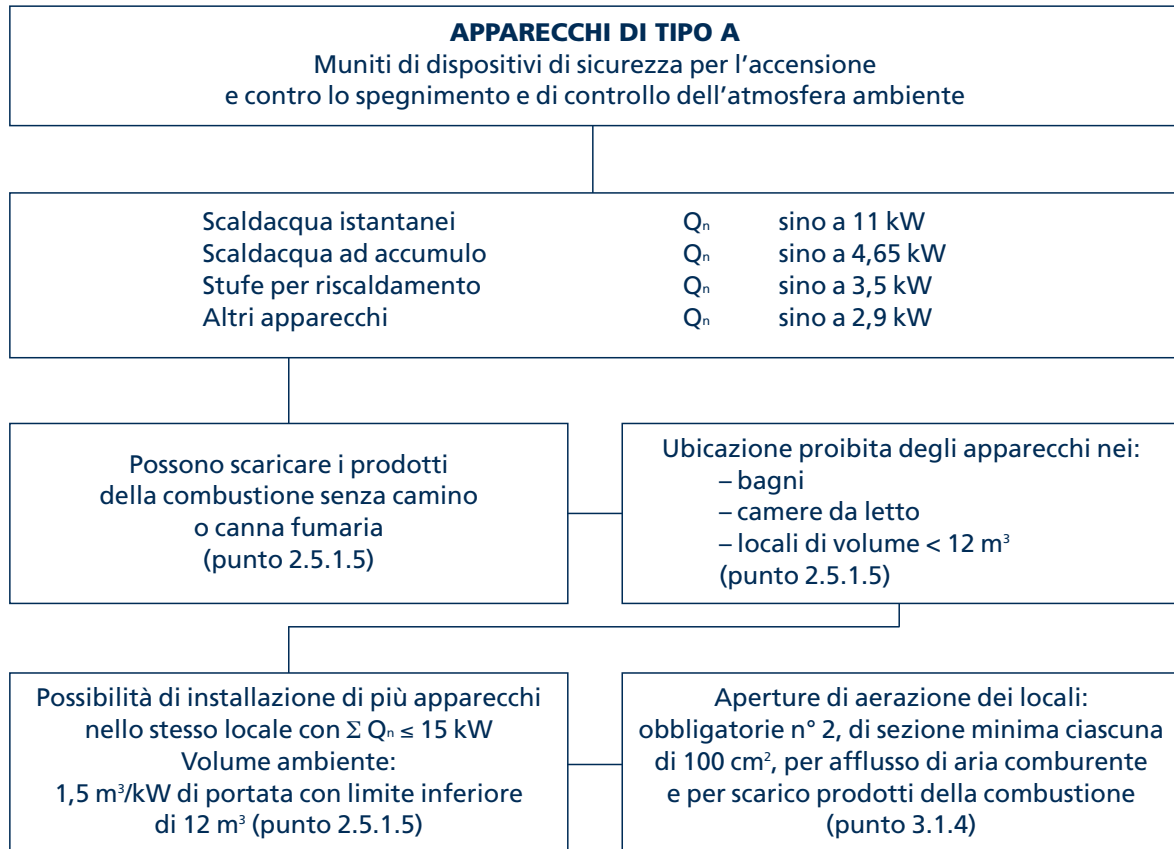 APPARECCHI DI TIPO A
Muniti di dispositivi di sicurezza per l'accensione
e contro lo spegnimento e di controllo dell'atmosfera ambiente
Scaldacqua istantanei Qn sino a 11 kW
Scaldacqua ad accumulo Qn sino a 4,65 kW
Stufe per riscaldamento Qn sino a 3,5 kW
Altri apparecchi Qn sino a 2,9 kW
Possono scaricare i prodotti
della combustione senza camino
o canna fumaria
(punto 2.5.1.5)
Ubicazione proibita degli apparecchi nei:
– bagni
– camere da letto
– locali di volume < 12 m³
(punto 2.5.1.5)
Possibilità di installazione di più apparecchi
nello stesso locale con Σ Qn ≤ 15 kW
Volume ambiente:
1,5 m³/kW di portata con limite inferiore
di 12 m³ (punto 2.5.1.5)
Aperture di aerazione dei locali:
obbligatorie n° 2, di sezione minima ciascuna
di 100 cm², per afflusso di aria comburente
e per scarico prodotti della combustione
(punto 3.1.4)